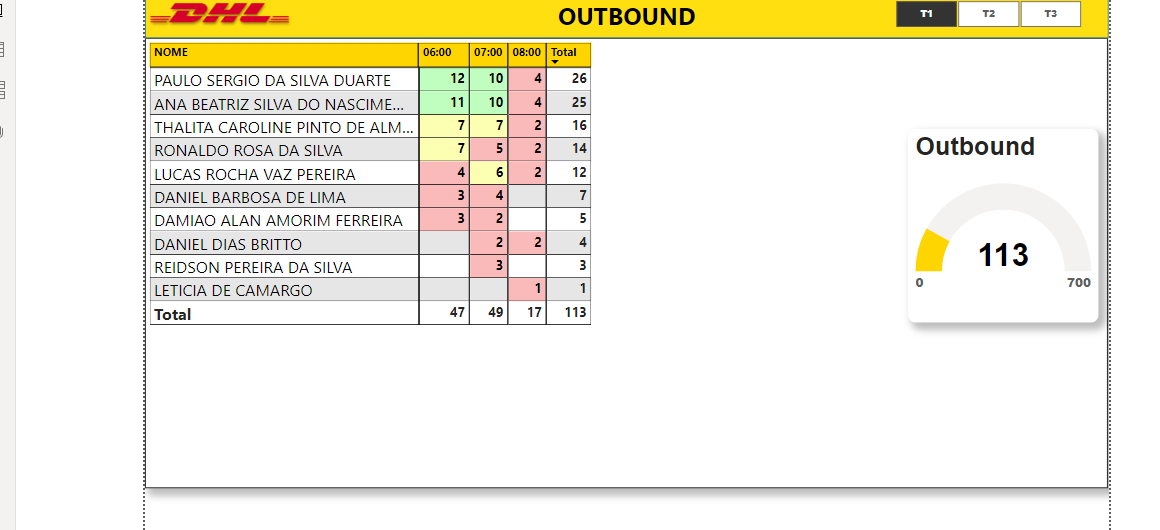 DHL OUTBOUND T1 T2 T3
NOME 06:00 07:00 08:00 Total
PAULO SERGIO DA SILVA DUARTE 12 10 4 26
ANA BEATRIZ SILVA DO NASCIME... 11 10 4 25
THALITA CAROLINE PINTO DE ALM... 7 7 2 16
RONALDO ROSA DA SILVA 7 5 2 14
LUCAS ROCHA VAZ PEREIRA 4 6 2 12
DANIEL BARBOSA DE LIMA 3 4 7
DAMIAO ALAN AMORIM FERREIRA 3 2 5
DANIEL DIAS BRITTO 2 2 4
REIDSON PEREIRA DA SILVA 3 3
LETICIA DE CAMARGO 1 1
Total 47 49 17 113
Outbound
113
0 700